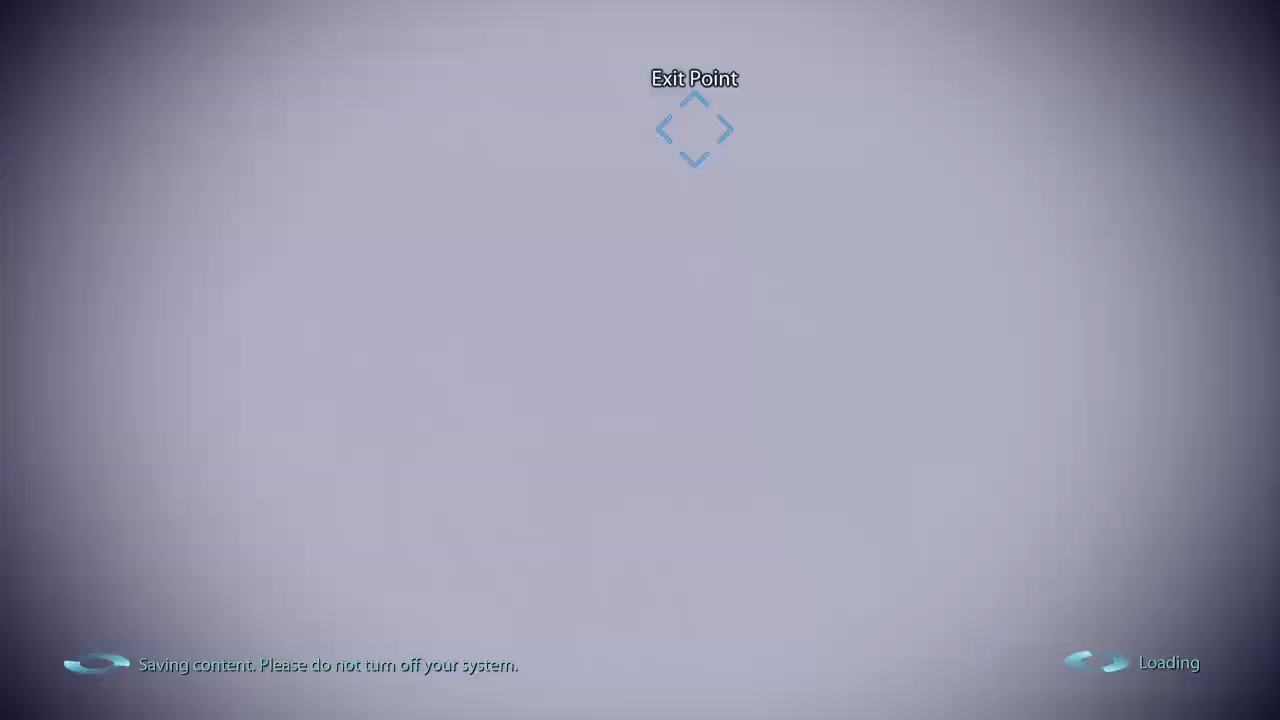 Exit Point
Saving content. Please do not turn off your system.
Loading